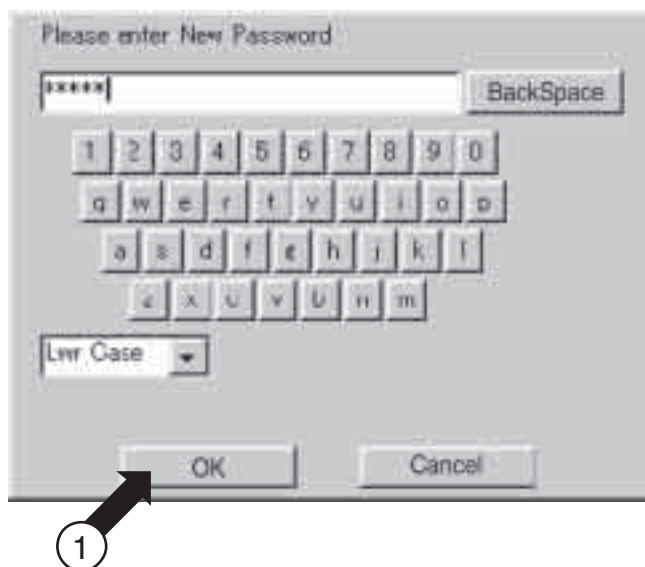 Please enter New Password
***** BackSpace
1 2 3 4 5 6 7 8 9 0
q w e r t y u i o p
a s d f g h j k l
z x c v b n m
Lwr Case
OK Cancel
1